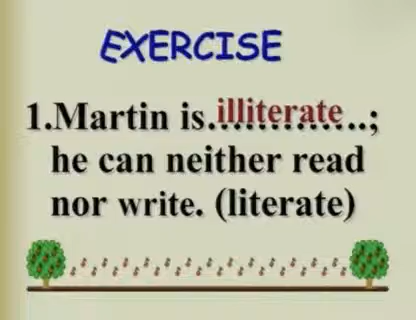 EXERCISE
1.Martin is.illiterate..;
he can neither read
nor write. (literate)